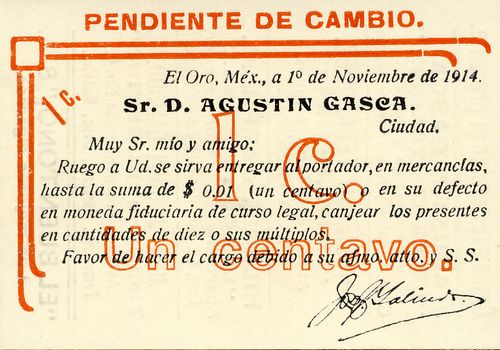 PENDIENTE DE CAMBIO.
El Oro, Méx., a 1º de Noviembre de 1914.
1 c.
Sr. D. AGUSTIN GASCA.
Ciudad.
Muy Sr. mío y amigo:
Ruego a Ud. se sirva entregar al portador, en mercancías,
hasta la suma de $ 0.01 (un centavo) o en su defecto
en moneda fiduciaria de curso legal, canjear los presentes
en cantidades de diez o sus múltiplos.
Favor de hacer el cargo debido a su afmo. atto. y S. S.
1 c.
Un centavo.